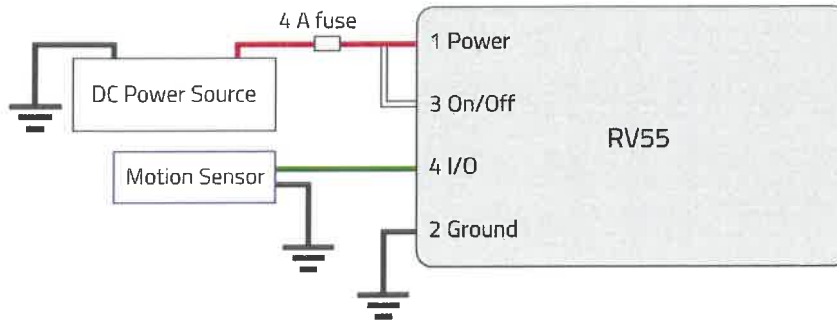 4 A fuse
1 Power
DC Power Source
3 On/Off
RV55
Motion Sensor
4 I/O
2 Ground